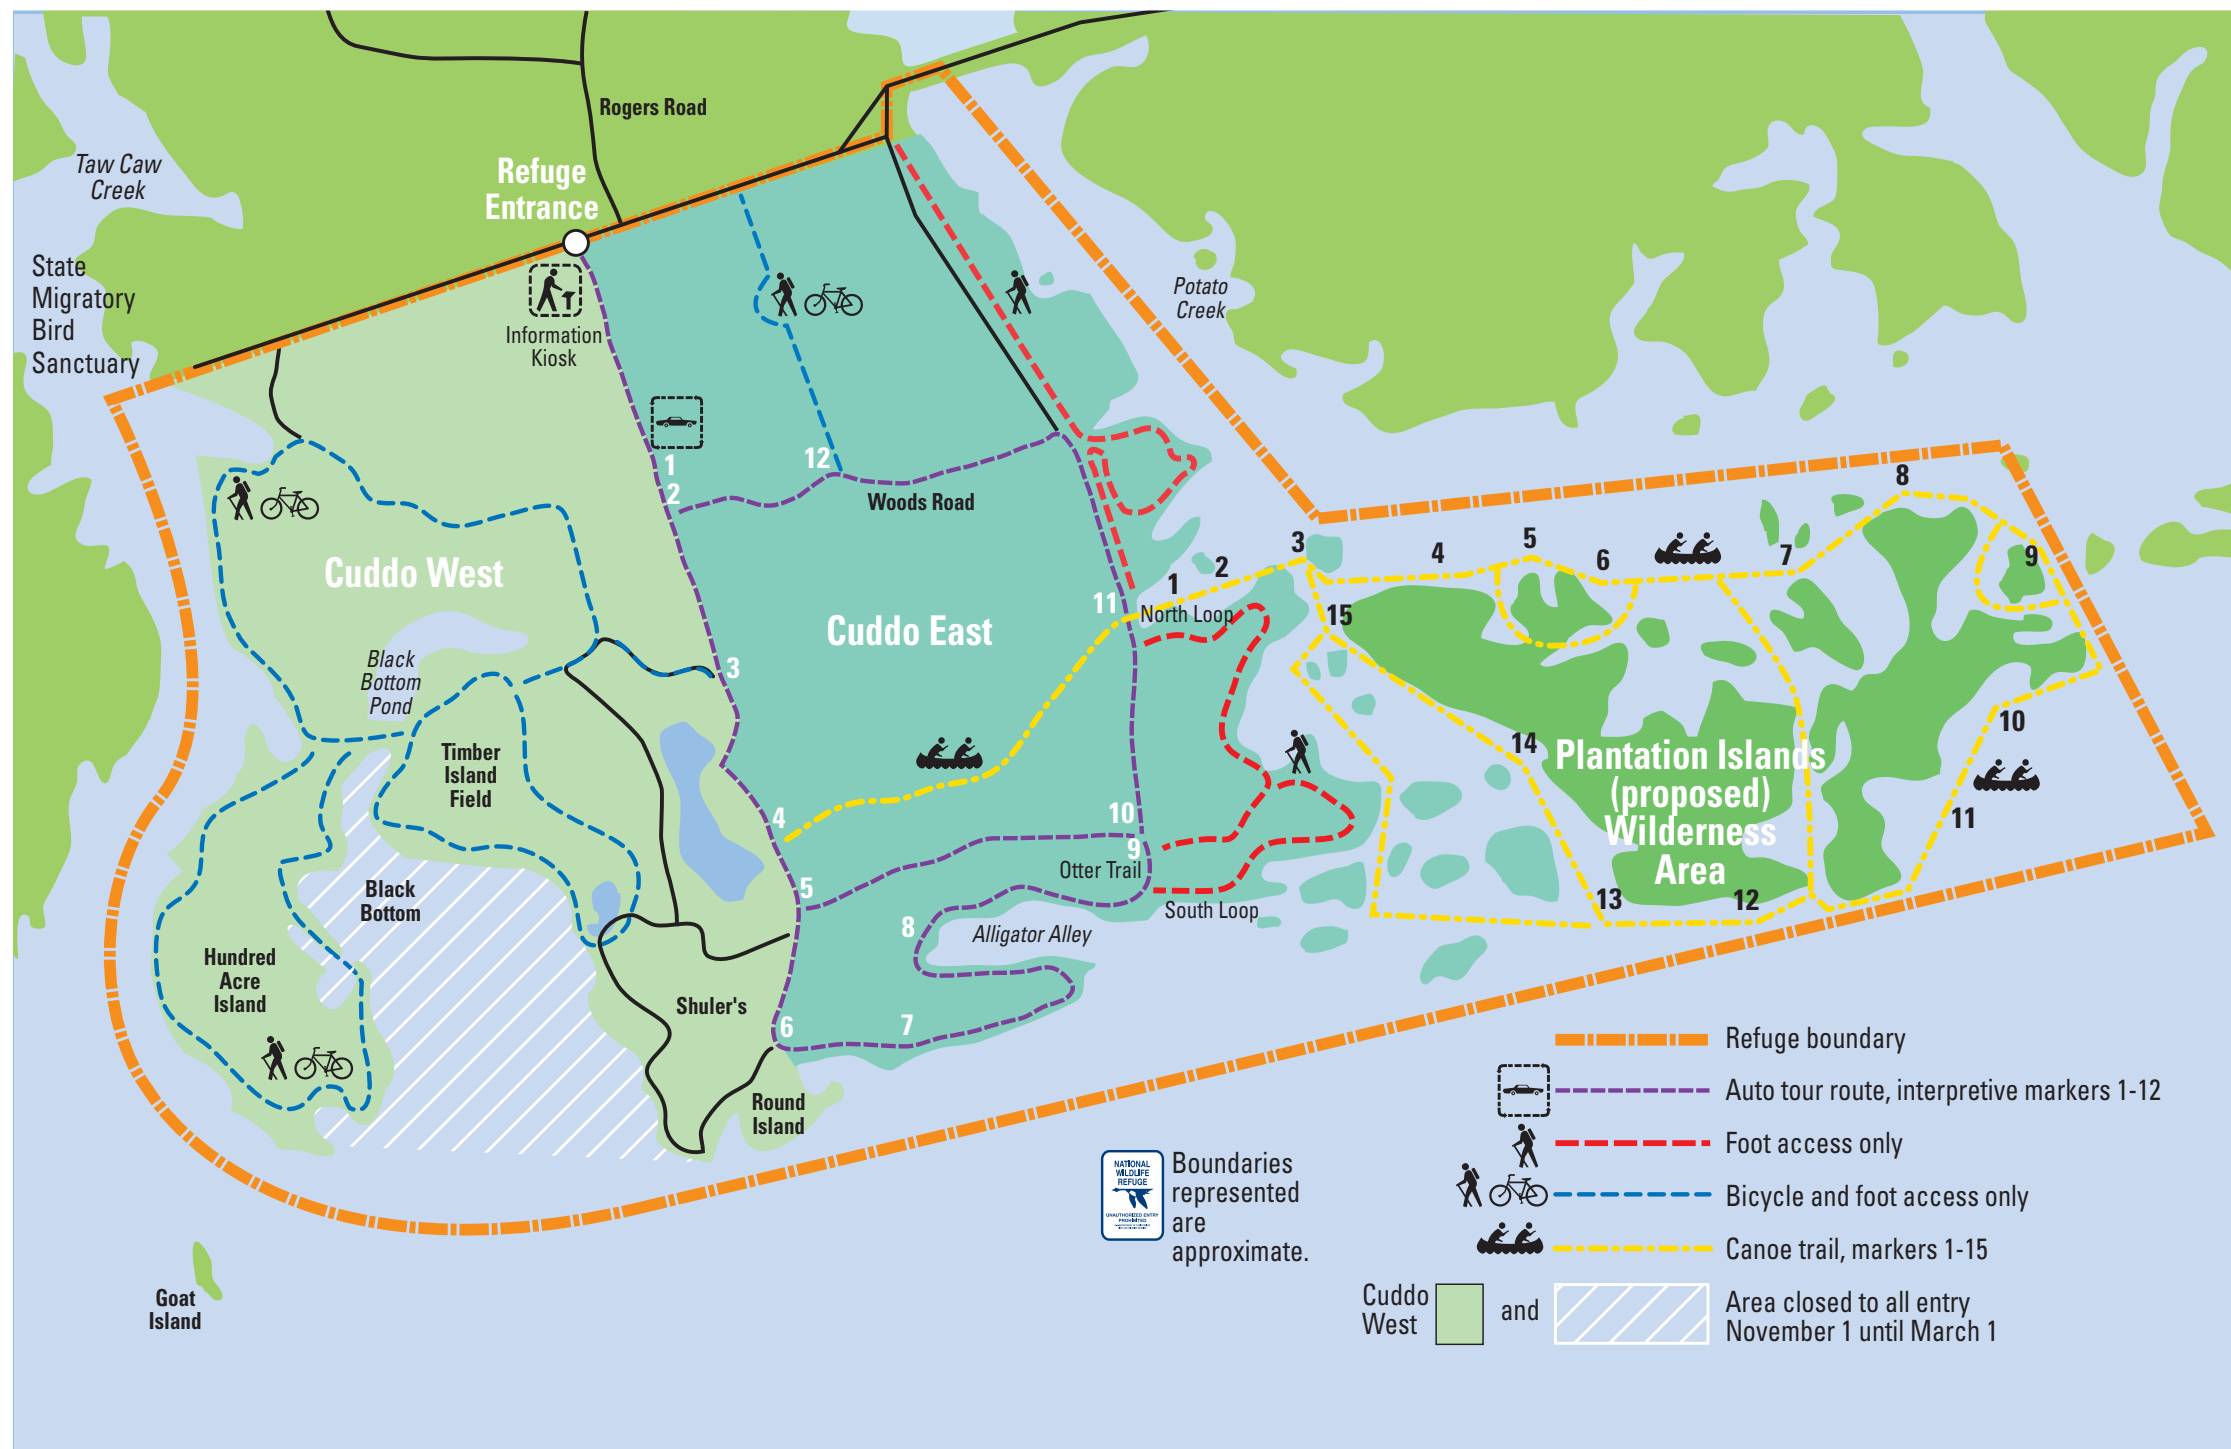 Rogers Road
Taw Caw
Creek
Refuge
Entrance
State
Migratory
Bird
Sanctuary
Information
Kiosk
Potato
Creek
1
2
12
Woods Road
8
Cuddo West
3
4
5
6
7
9
1
2
11
North Loop
15
Cuddo East
Black
Bottom
Pond
3
10
14
Plantation Islands
(proposed)
Wilderness
Area
Timber
Island
Field
4
10
11
9
Otter Trail
5
Black
Bottom
South Loop
13
12
8
Alligator Alley
Hundred
Acre
Island
Shuler's
6
7
Round
Island
Refuge boundary
Auto tour route, interpretive markers 1-12
Foot access only
Bicycle and foot access only
Canoe trail, markers 1-15
NATIONAL
WILDLIFE
REFUGE
UNAUTHORIZED ENTRY
PROHIBITED
Boundaries
represented
are
approximate.
Cuddo
West
and
Area closed to all entry
November 1 until March 1
Goat
Island